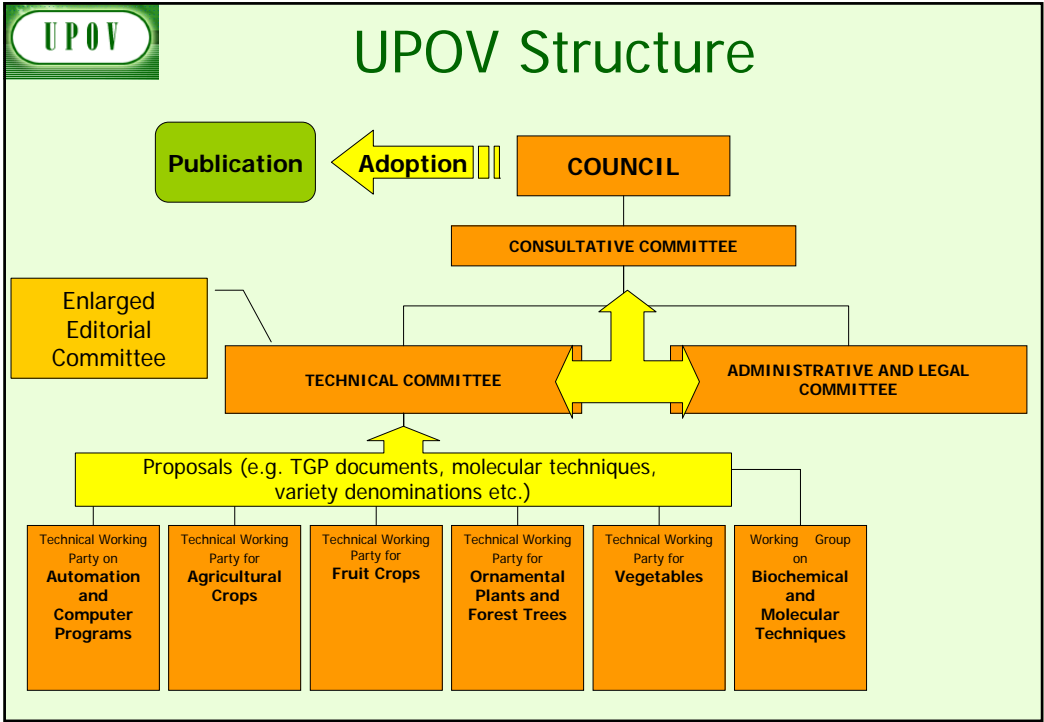 UPOV
UPOV Structure
Publication
Adoption
COUNCIL
CONSULTATIVE COMMITTEE
Enlarged
Editorial
Committee
TECHNICAL COMMITTEE
ADMINISTRATIVE AND LEGAL
COMMITTEE
Proposals (e.g. TGP documents, molecular techniques,
variety denominations etc.)
Technical Working
Party on
Automation
and
Computer
Programs
Technical Working
Party for
Agricultural
Crops
Technical Working
Party for
Fruit Crops
Technical Working
Party for
Ornamental
Plants and
Forest Trees
Technical Working
Party for
Vegetables
Working Group
on
Biochemical
and
Molecular
Techniques